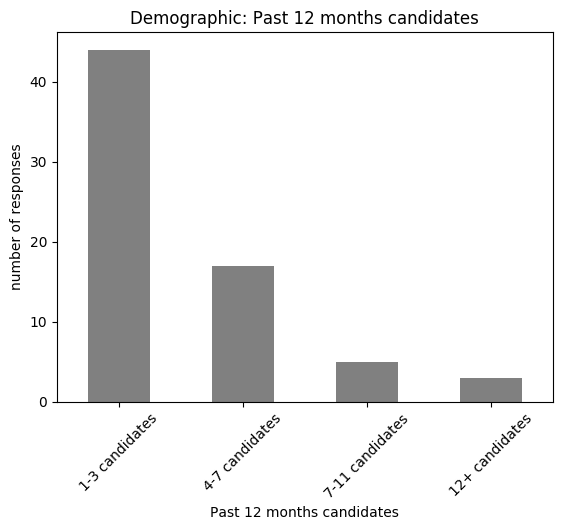 Demographic: Past 12 months candidates
number of responses
40
30
20
10
0
1-3 candidates
4-7 candidates
7-11 candidates
12+ candidates
Past 12 months candidates